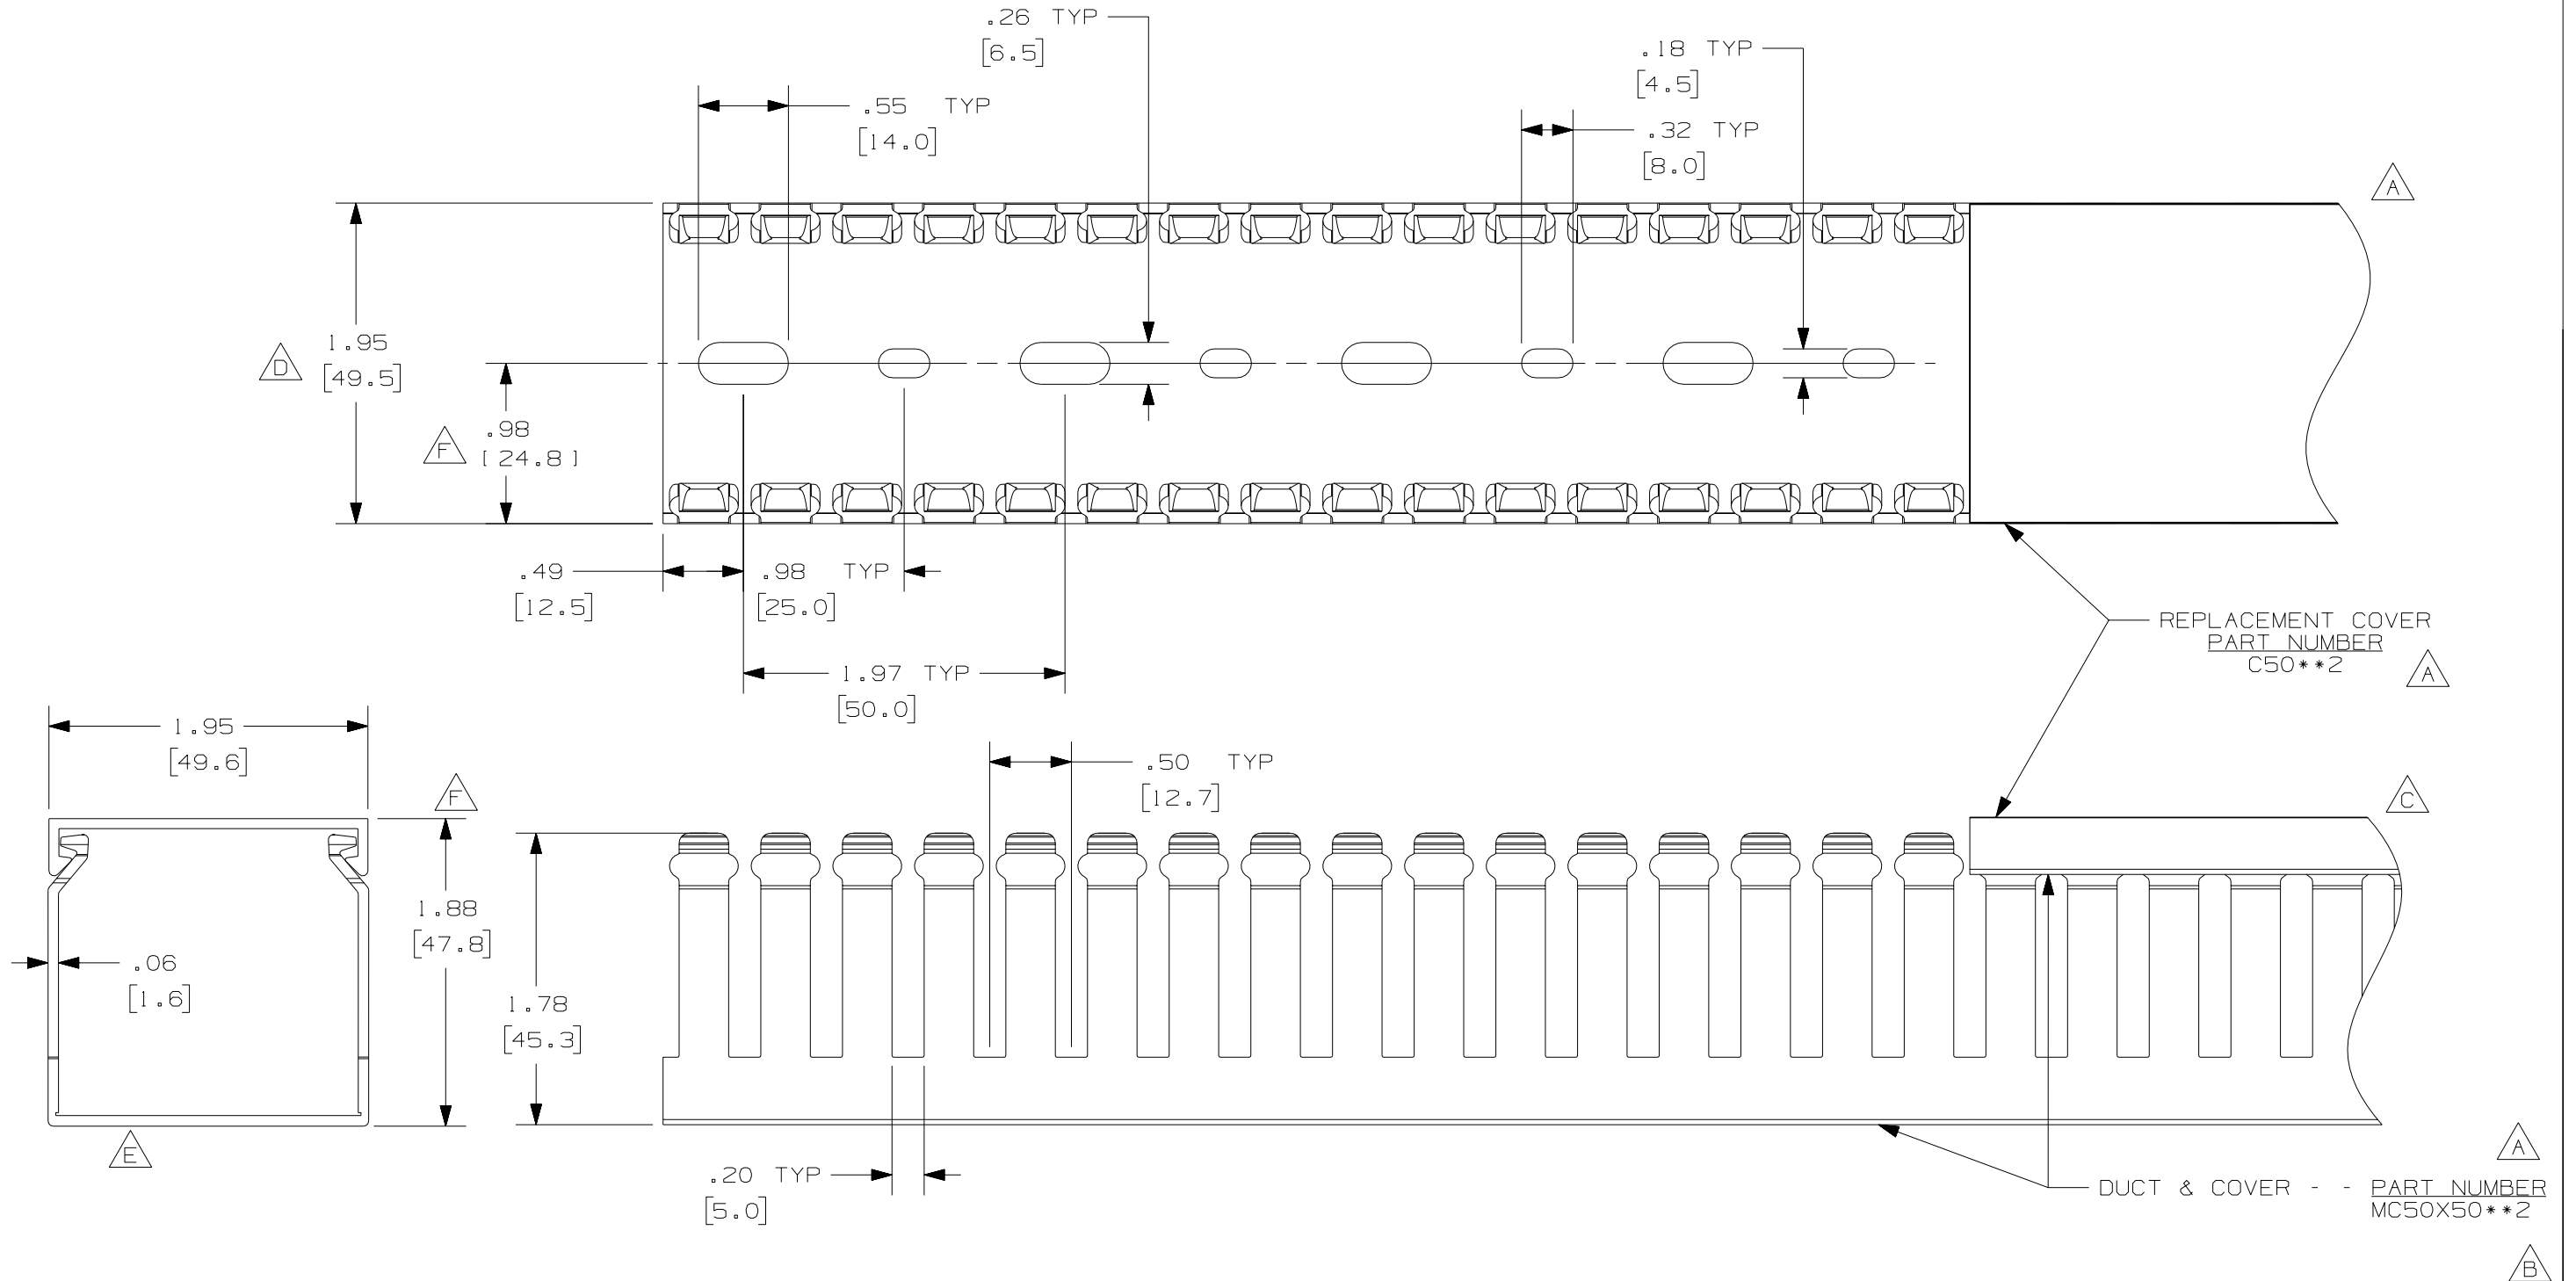 .26 TYP
[6.5]
.18 TYP
[4.5]
.55 TYP
[14.0]
.32 TYP
[8.0]
A
1.95
[49.5]
D
.98
[24.8]
F
.49
[12.5]
.98 TYP
[25.0]
1.97 TYP
[50.0]
REPLACEMENT COVER
PART NUMBER
C50**2
A
1.95
[49.6]
F
.50 TYP
[12.7]
C
1.88
[47.8]
.06
[1.6]
1.78
[45.3]
E
.20 TYP
[5.0]
A
DUCT & COVER - - PART NUMBER
MC50X50**2
B